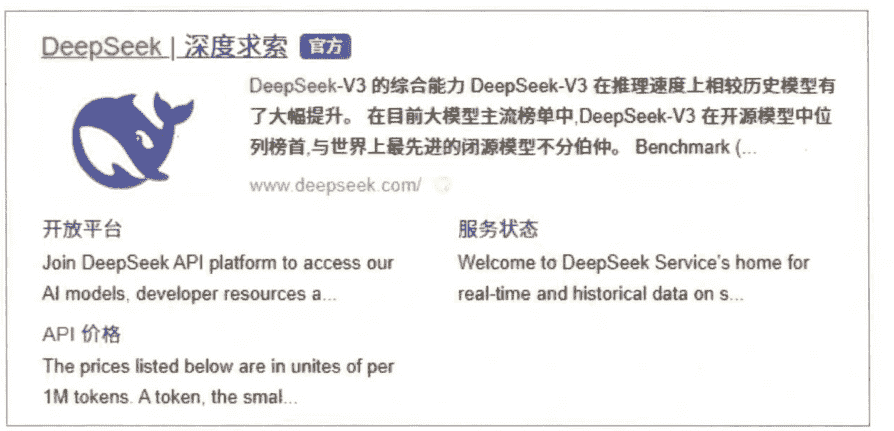 DeepSeek | 深度求索 官方
DeepSeek-V3 的综合能力 DeepSeek-V3 在推理速度上相较历史模型有
了大幅提升。 在目前大模型主流榜单中,DeepSeek-V3 在开源模型中位
列榜首,与世界上最先进的闭源模型不分伯仲。 Benchmark (...
www.deepseek.com/
开放平台
Join DeepSeek API platform to access our
AI models, developer resources a...
服务状态
Welcome to DeepSeek Service's home for
real-time and historical data on s...
API 价格
The prices listed below are in unites of per
1M tokens. A token, the smal...